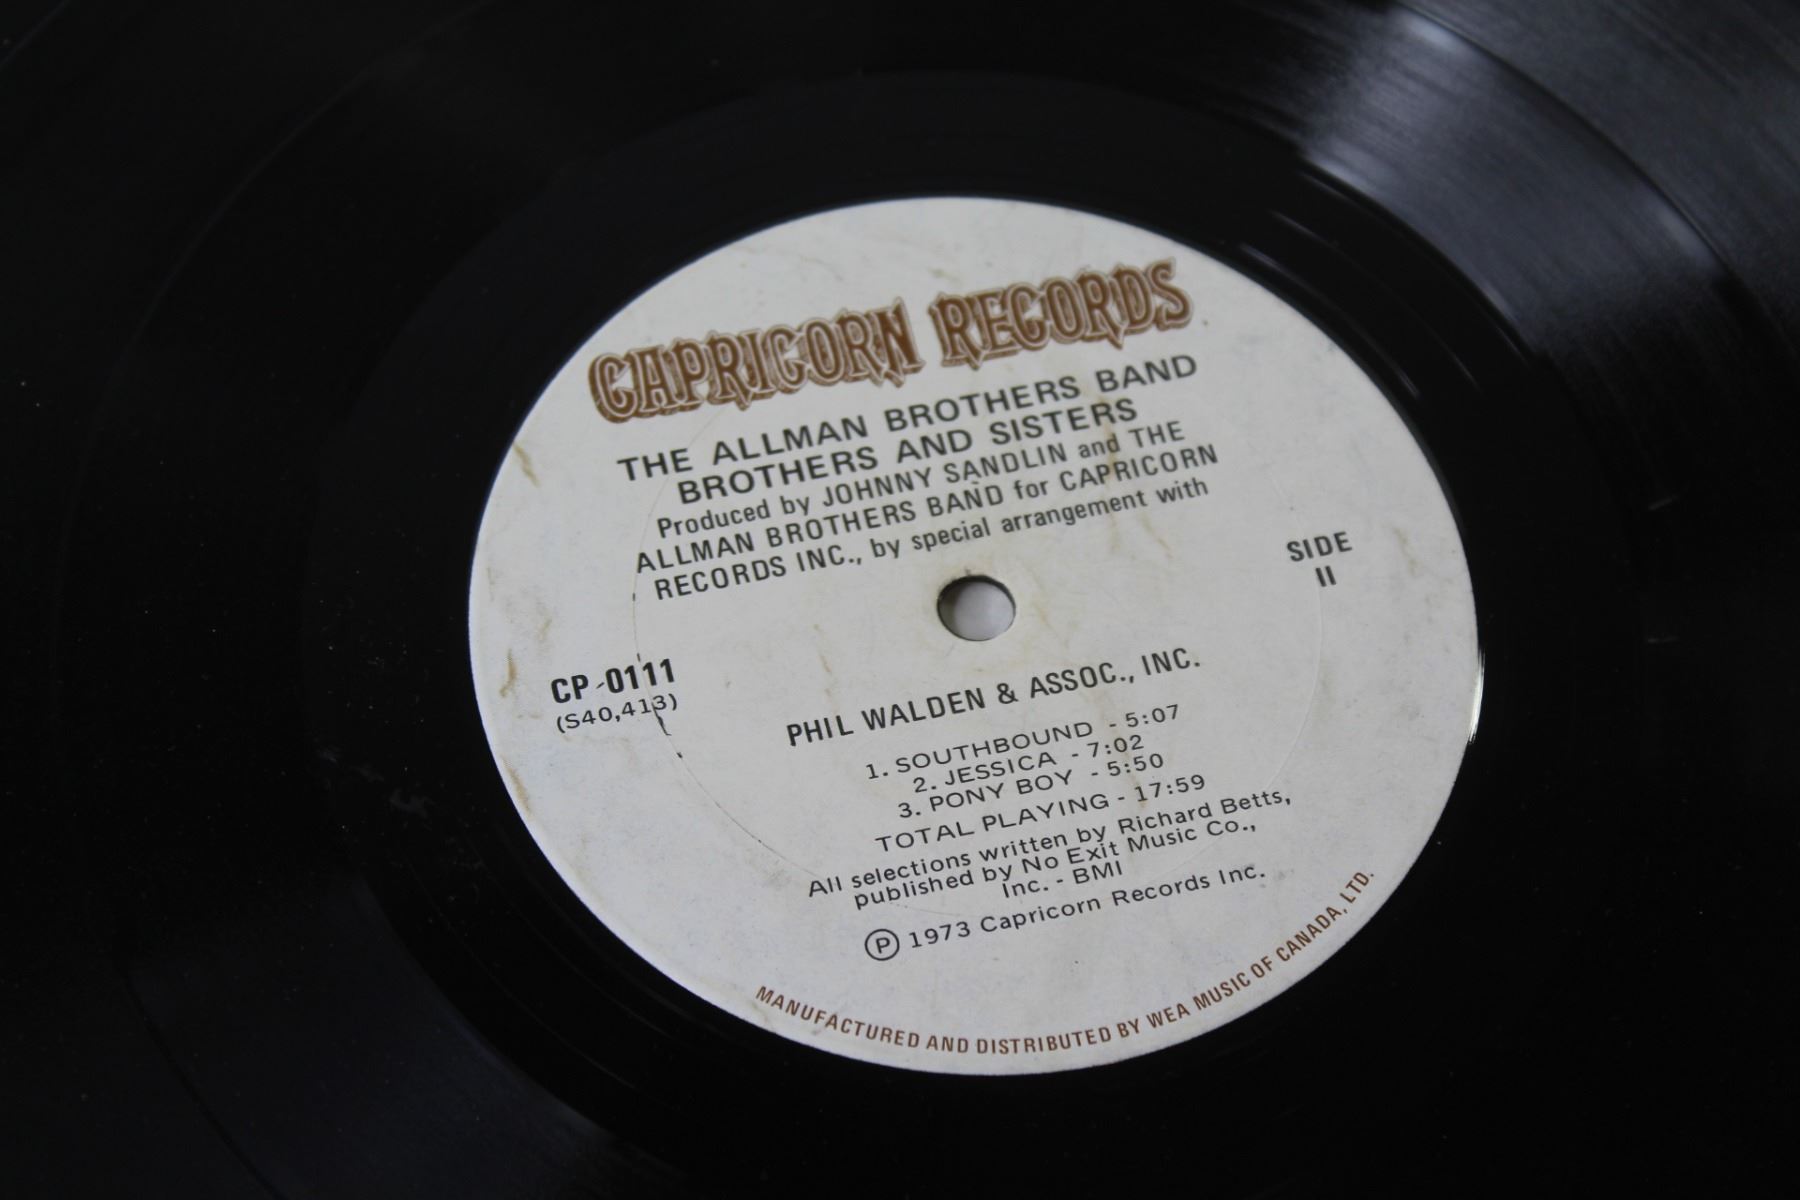 CAPRICORN RECORDS
THE ALLMAN BROTHERS BAND
BROTHERS AND SISTERS
Produced by JOHNNY SANDLIN and THE
ALLMAN BROTHERS BAND for CAPRICORN
RECORDS INC., by special arrangement with
SIDE
II
CP-0111
(S40,413)
PHIL WALDEN & ASSOC., INC.
1. SOUTHBOUND - 5:07
2. JESSICA - 7:02
3. PONY BOY - 5:50
TOTAL PLAYING - 17:59
All selections written by Richard Betts,
published by No Exit Music Co.,
Inc. - BMI
Ⓟ 1973 Capricorn Records Inc.
MANUFACTURED AND DISTRIBUTED BY WEA MUSIC OF CANADA, LTD.